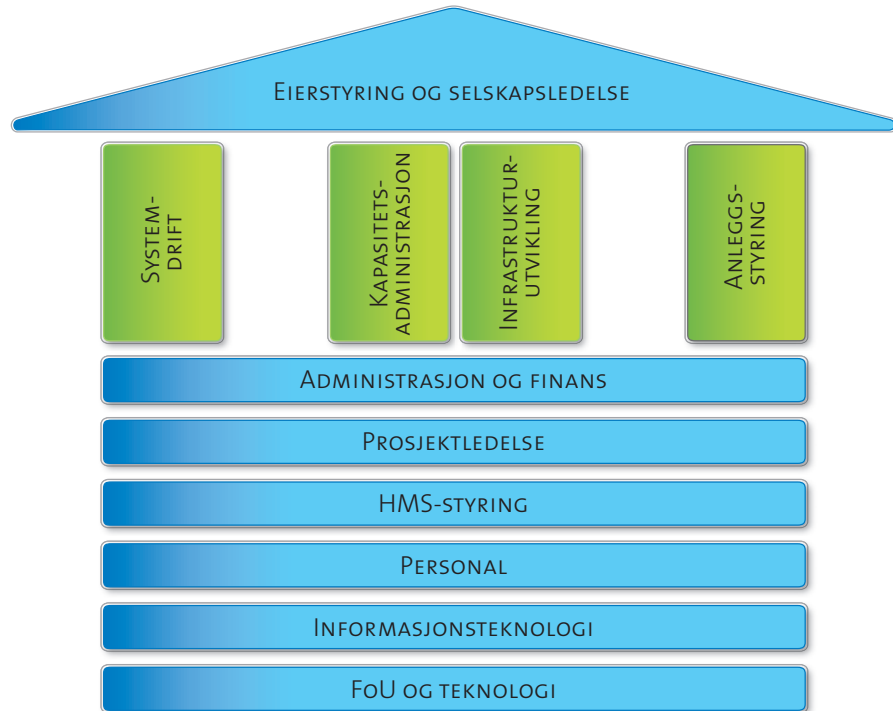 Eierstyring og selskapsledelse
System-
drift
Kapasitets-
administrasjon
Infrastruktur-
utvikling
Anleggs-
styring
Administrasjon og finans
Prosjektledelse
HMS-styring
Personal
Informasjonsteknologi
FoU og teknologi